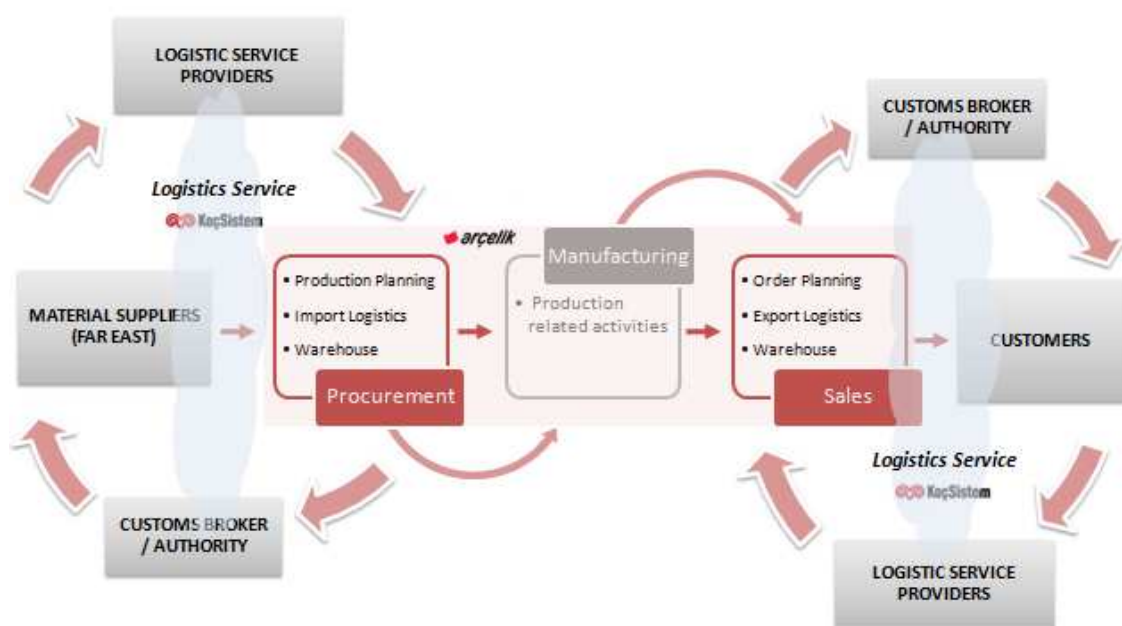 LOGISTIC SERVICE
PROVIDERS
Logistics Service
KoçSistem
MATERIAL SUPPLIERS
(FAR EAST)
CUSTOMS BROKER
/ AUTHORITY
arçelik
• Production Planning
• Import Logistics
• Warehouse
Procurement
Manufacturing
• Production
related activities
• Order Planning
• Export Logistics
• Warehouse
Sales
CUSTOMS BROKER
/ AUTHORITY
CUSTOMERS
Logistics Service
KoçSistem
LOGISTIC SERVICE
PROVIDERS